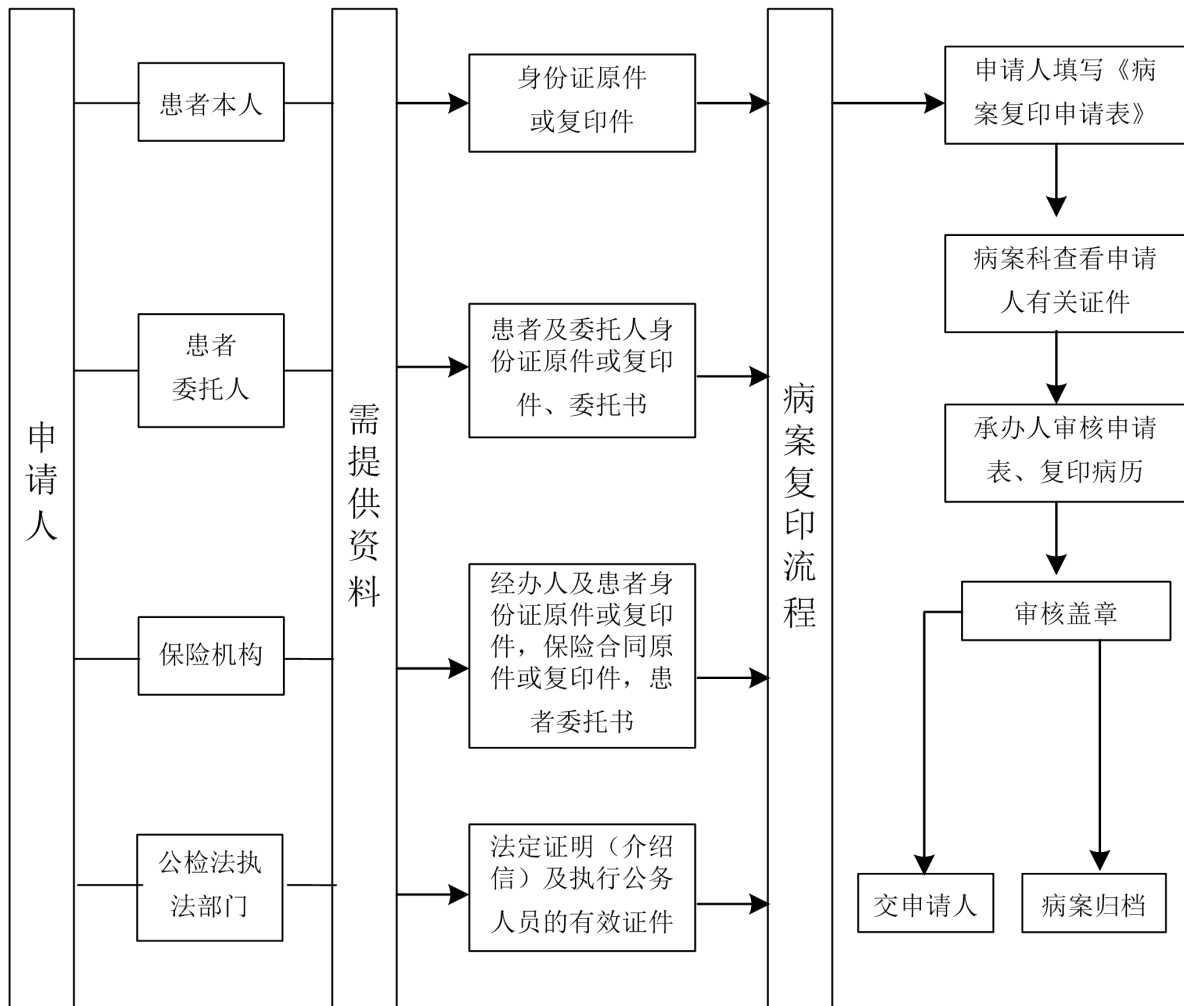 申请人
患者本人
患者
委托人
保险机构
公检法执
法部门
需提供资料
身份证原件
或复印件
患者及委托人身
份证原件或复印
件、委托书
经办人及患者身
份证原件或复印
件，保险合同原
件或复印件，患
者委托书
法定证明（介绍
信）及执行公务
人员的有效证件
病案复印流程
申请人填写《病
案复印申请表》
病案科查看申请
人有关证件
承办人审核申请
表、复印病历
审核盖章
交申请人
病案归档